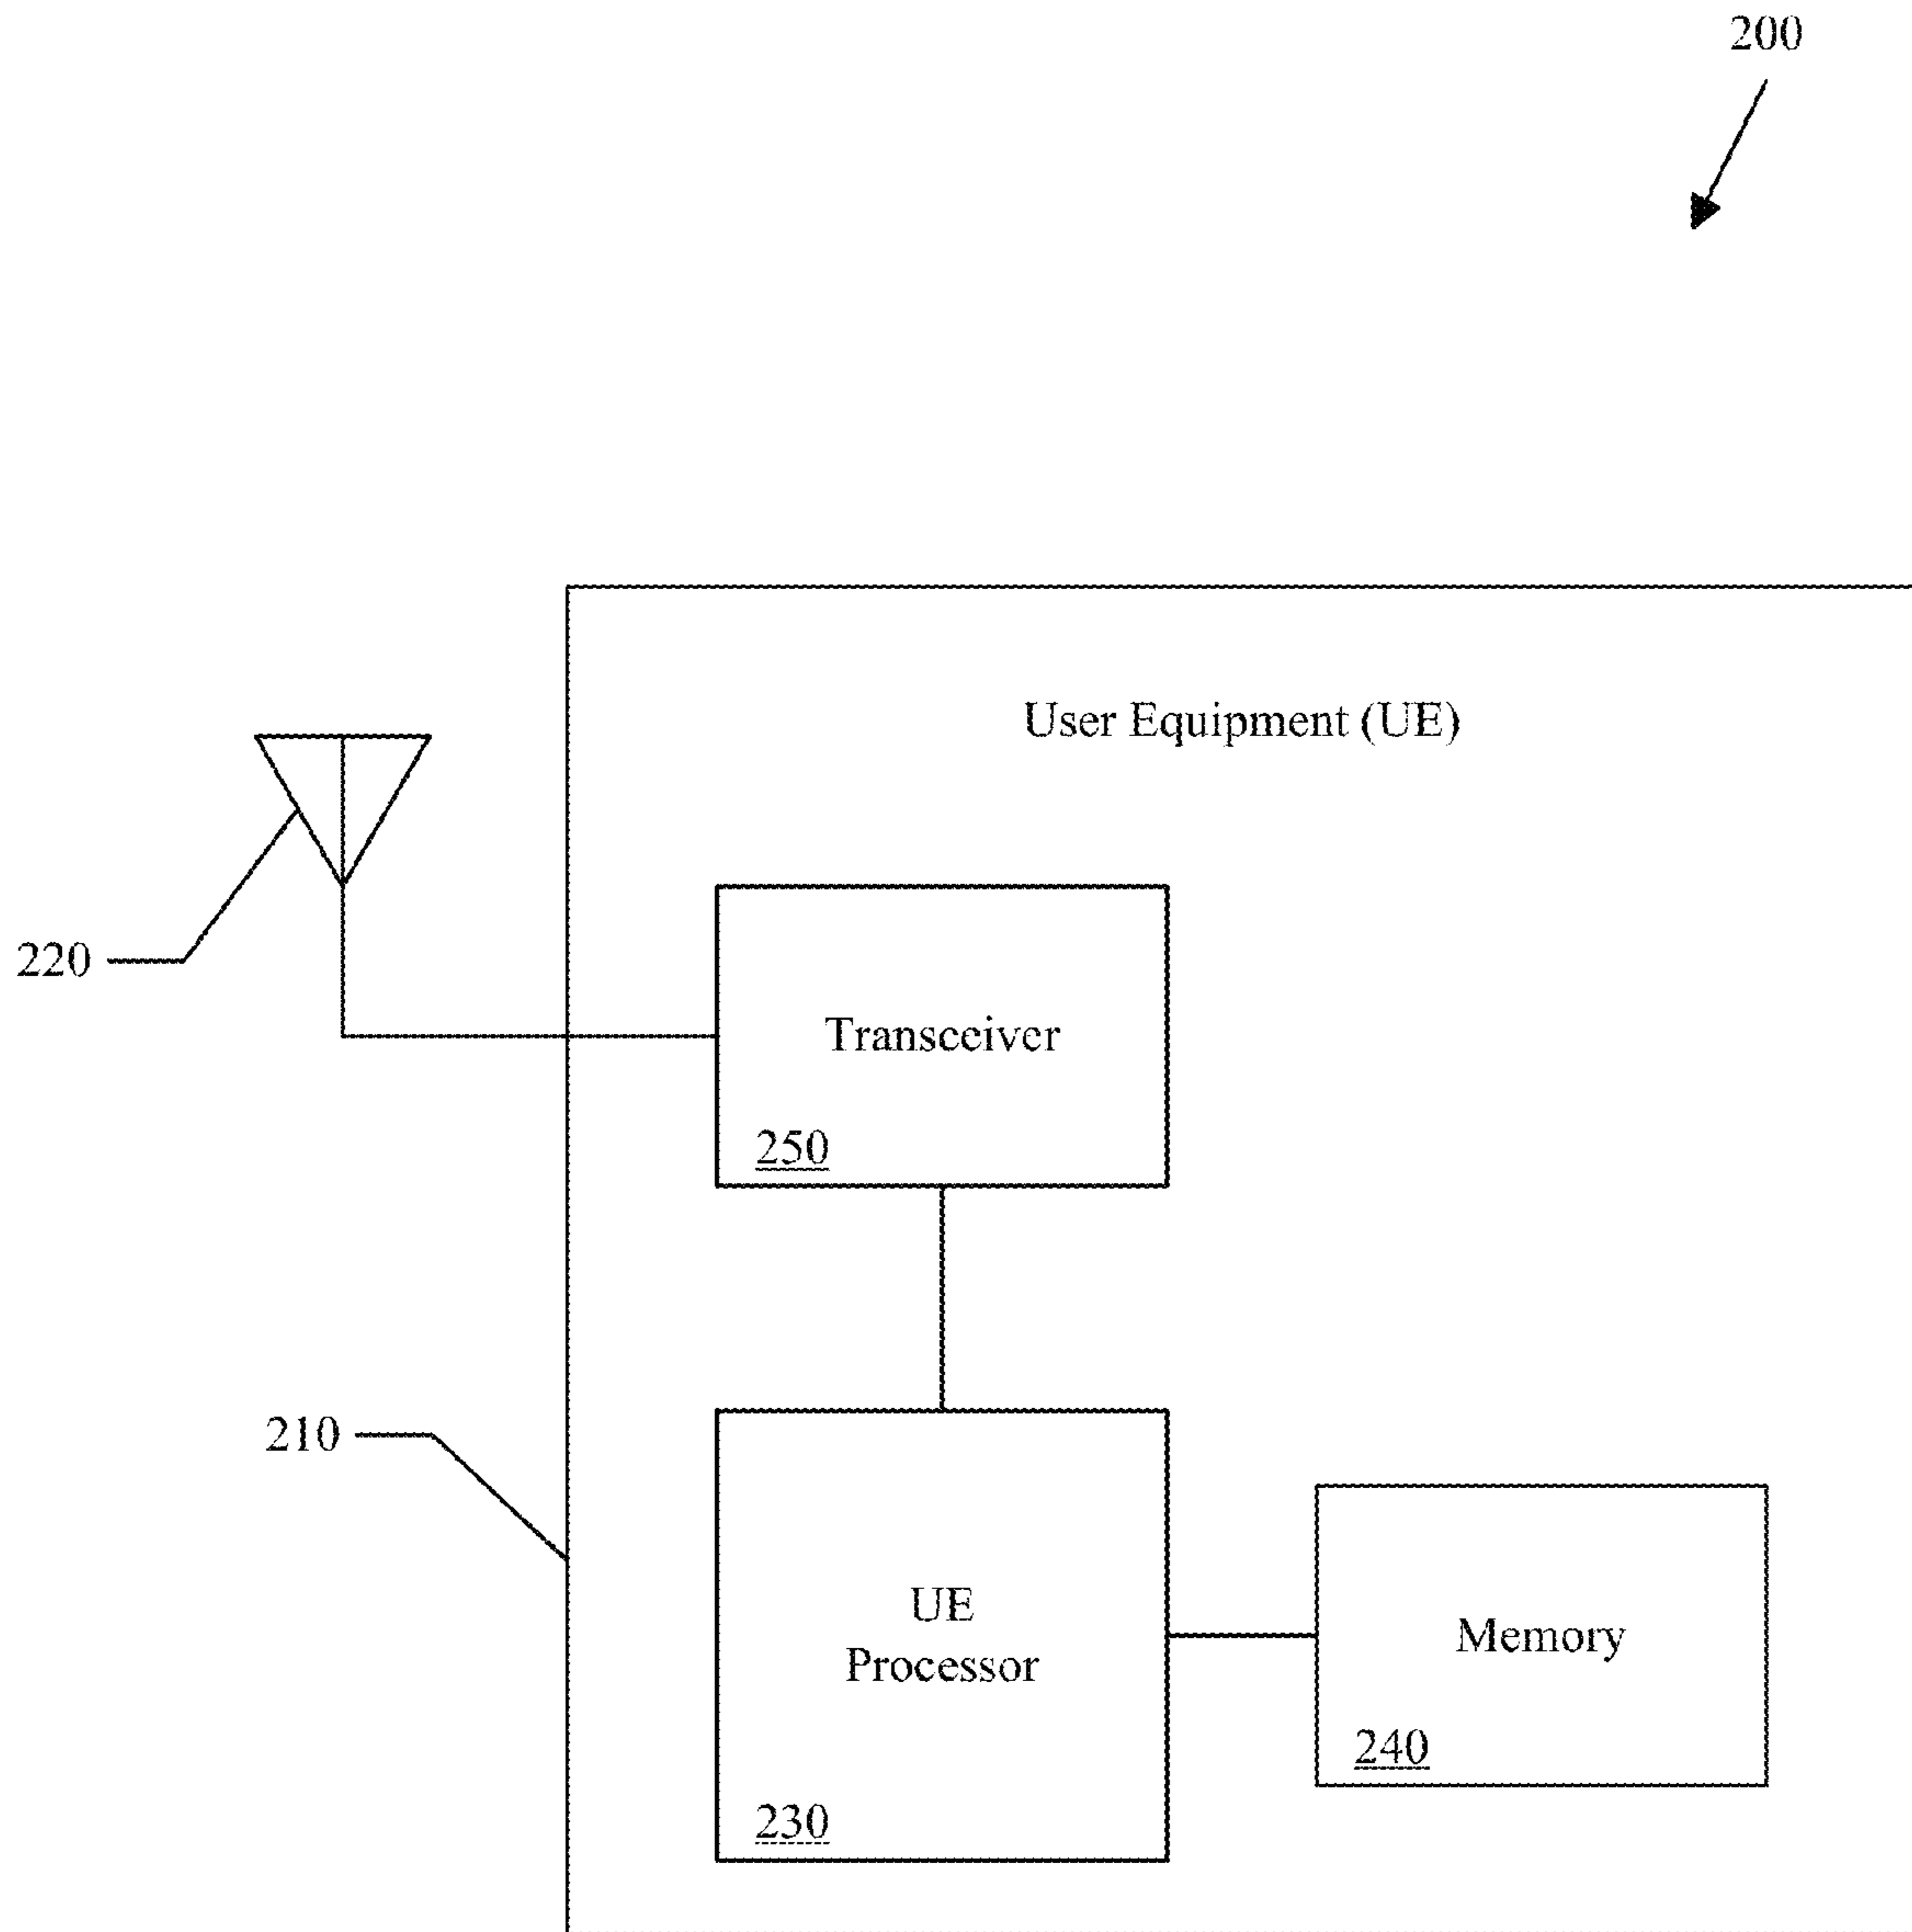 200
User Equipment (UE)
220
Transceiver
250
210
UE
Processor
230
Memory
240